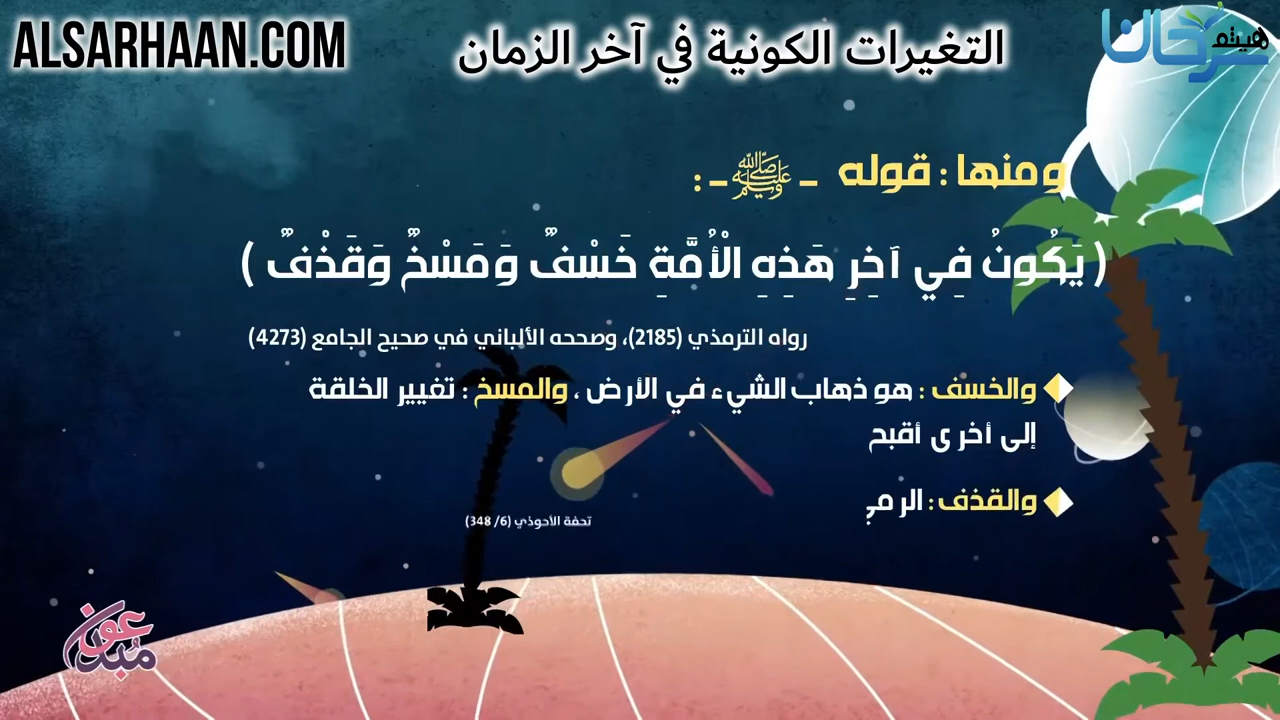 ALSARHAAN.COM
التغيرات الكونية في آخر الزمان
هيثم سرحان
ومنها : قوله – ﷺ – :
( يَكُونُ فِي آخِرِ هَذِهِ الْأُمَّةِ خَسْفٌ وَمَسْخٌ وَقَذْفٌ )
رواه الترمذي (2185)، وصححه الألباني في صحيح الجامع (4273)
والخسف : هو ذهاب الشيء في الأرض ، والمسخ : تغيير الخلقة
إلى أخرى أقبح
والقذف : الرمي
تحفة الأحوذي (6/ 348)
مبدعون